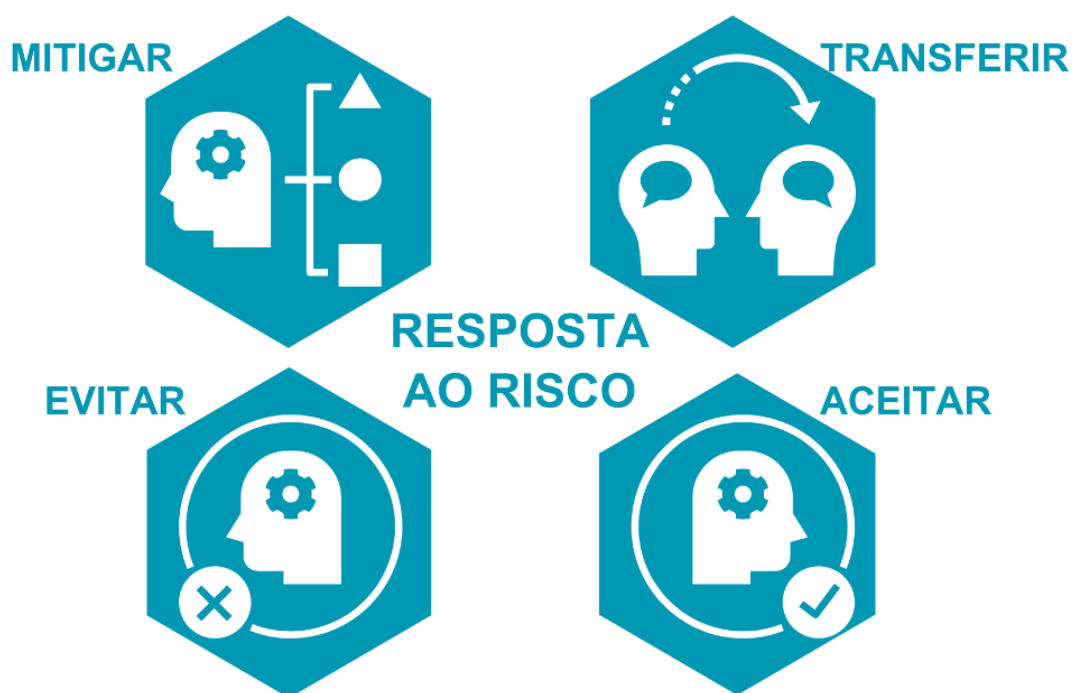 MITIGAR
TRANSFERIR
RESPOSTA
AO RISCO
EVITAR
ACEITAR